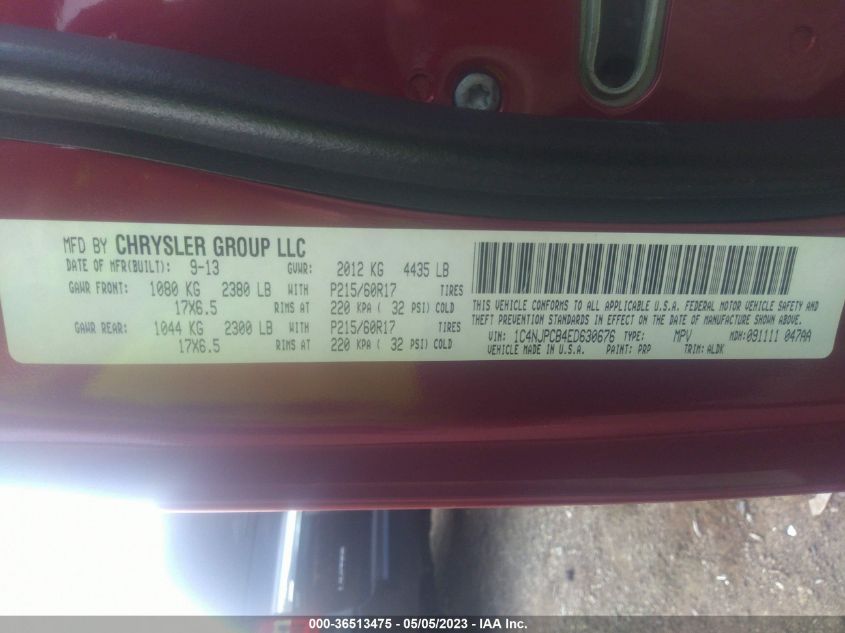 MFD BY CHRYSLER GROUP LLC
DATE OF MFR(BUILT): 9-13 GVWR: 2012 KG 4435 LB
GAWR FRONT: 1080 KG 2380 LB WITH P215/60R17 TIRES
17X6.5 RIMS AT 220 KPA ( 32 PSI) COLD
GAWR REAR: 1044 KG 2300 LB WITH P215/60R17 TIRES
17X6.5 RIMS AT 220 KPA ( 32 PSI) COLD
THIS VEHICLE CONFORMS TO ALL APPLICABLE U.S.A. FEDERAL MOTOR VEHICLE SAFETY AND
THEFT PREVENTION STANDARDS IN EFFECT ON THE DATE OF MANUFACTURE SHOWN ABOVE.
VIN: 1C4NJPCB4ED630676 TYPE: MPV MDH:091111 047AA
VEHICLE MADE IN U.S.A. PAINT: PRP TRIM: ALDK
000-36513475 - 05/05/2023 - IAA Inc.